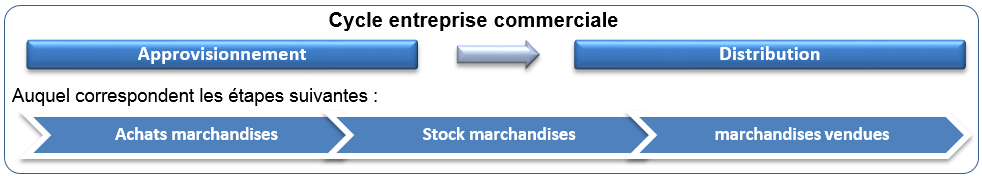 Cycle entreprise commerciale
Approvisionnement
Distribution
Auquel correspondent les étapes suivantes :
Achats marchandises
Stock marchandises
marchandises vendues